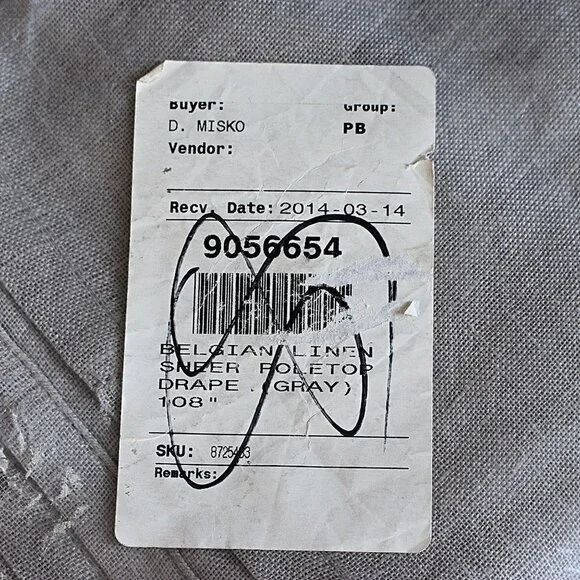 Buyer: Group:
D. MISKO PB
Vendor:
Recv. Date: 2014-03-14
9056654
BELGIAN LINEN
SHEER POLETOP
DRAPE .(GRAY)
108"
SKU: 8725433
Remarks: